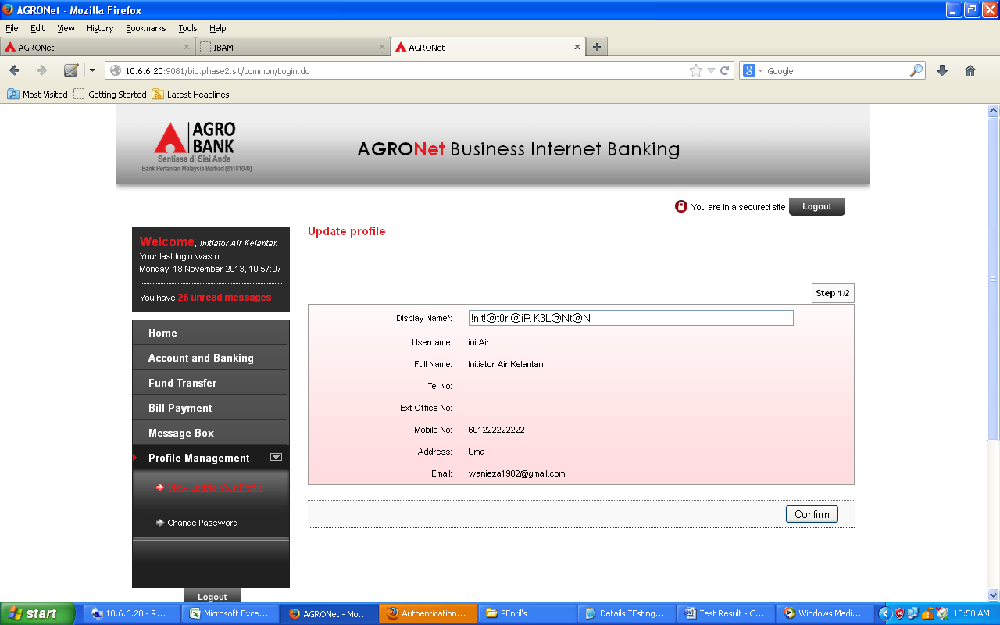 AGRONet - Mozilla Firefox
File Edit View History Bookmarks Tools Help
AGRONet
IBAM
AGRONet
10.6.6.20:9081/bib.phase2.sit/common/Login.do
Google
Most Visited Getting Started Latest Headlines
AGRO
BANK
Sentiasa di Sisi Anda
Bank Pertanian Malaysia Berhad (811810-U)
AGRONet Business Internet Banking
You are in a secured site Logout
Welcome, Initiator Air Kelantan
Your last login was on
Monday, 18 November 2013, 10:57:07
You have 26 unread messages
Home
Account and Banking
Fund Transfer
Bill Payment
Message Box
Profile Management
Change Password
Logout
Update profile
Step 1/2
Display Name*: !n!t!@t0r @iR K3L@Nt@N
Username: initAir
Full Name: Initiator Air Kelantan
Tel No:
Ext Office No:
Mobile No: 601222222222
Address: Uma
Email: wanieza1902@gmail.com
Confirm
start
10.6.6.20 - R...
Microsoft Exce...
AGRONet - Mo...
Authentication...
PEnril's
Details TEsting...
Test Result - C...
Windows Medi...
10:58 AM